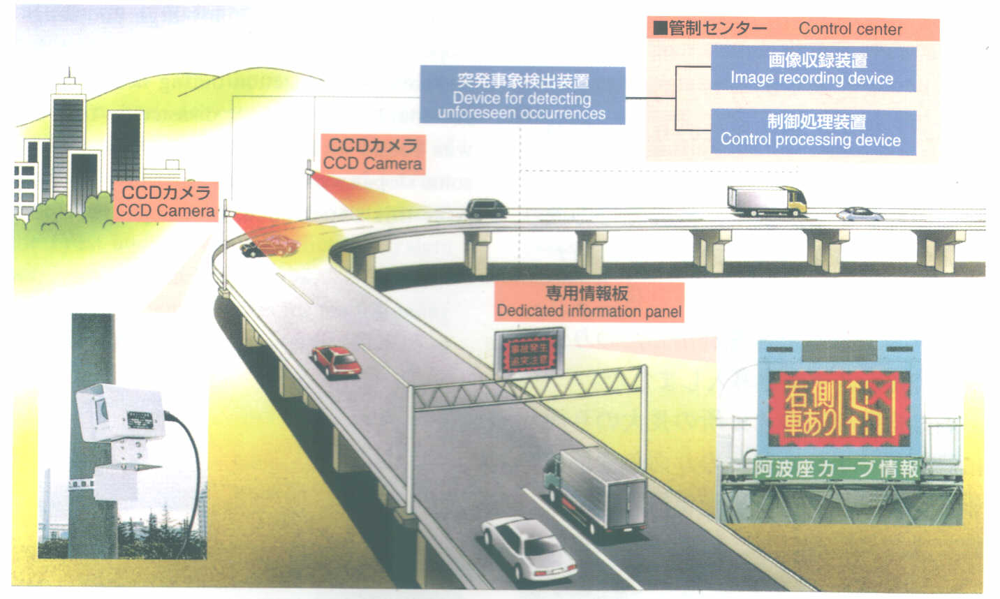 ■管制センター Control center
画像収録装置
Image recording device
突発事象検出装置
Device for detecting
unforeseen occurrences
制御処理装置
Control processing device
CCDカメラ
CCD Camera
CCDカメラ
CCD Camera
専用情報板
Dedicated information panel
事故発生
追突注意
右側
車あり
阿波座カーブ情報